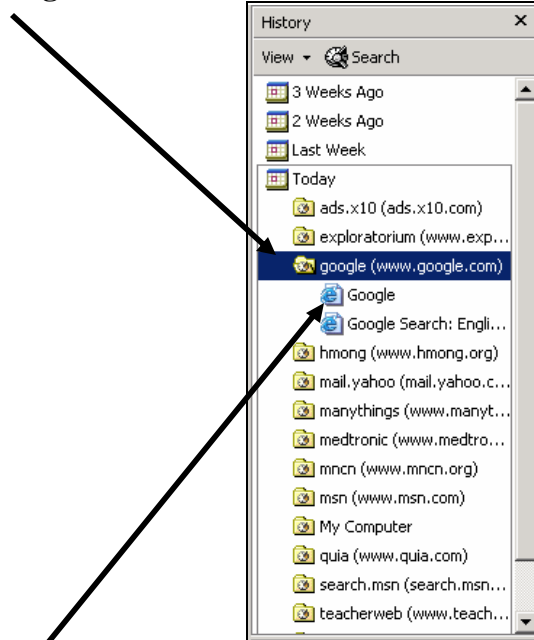 History
View Search
3 Weeks Ago
2 Weeks Ago
Last Week
Today
ads.x10 (ads.x10.com)
exploratorium (www.exp...
google (www.google.com)
Google
Google Search: Engli...
hmong (www.hmong.org)
mail.yahoo (mail.yahoo.c...
manythings (www.manyt...
medtronic (www.medtro...
mncn (www.mncn.org)
msn (www.msn.com)
My Computer
quia (www.quia.com)
search.msn (search.msn...
teacherweb (www.teach...